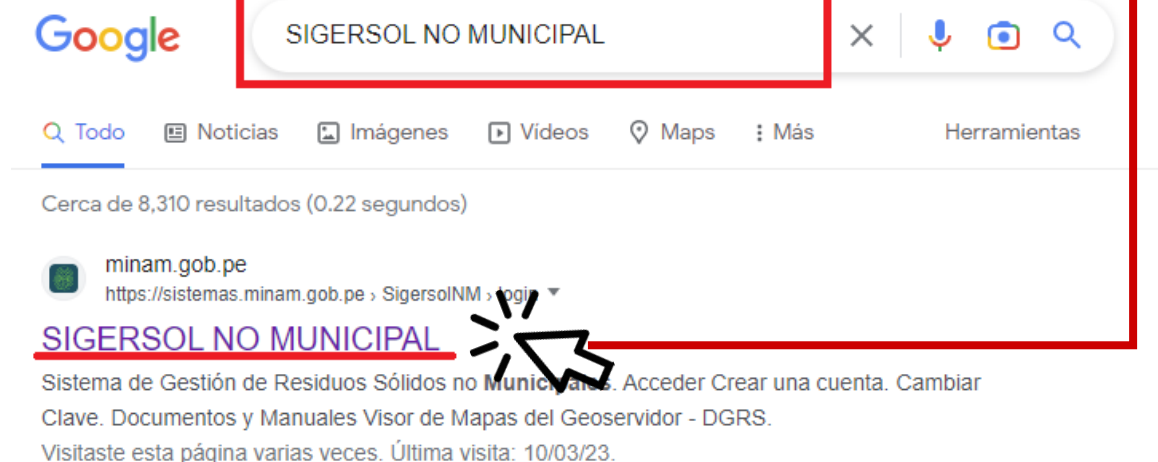 Google
SIGERSOL NO MUNICIPAL
Todo Noticias Imágenes Vídeos Maps Más Herramientas
Cerca de 8,310 resultados (0.22 segundos)
minam.gob.pe
https://sistemas.minam.gob.pe › SigersolNM › login
SIGERSOL NO MUNICIPAL
Sistema de Gestión de Residuos Sólidos no Municipales. Acceder Crear una cuenta. Cambiar
Clave. Documentos y Manuales Visor de Mapas del Geoservidor - DGRS.
Visitaste esta página varias veces. Última visita: 10/03/23.